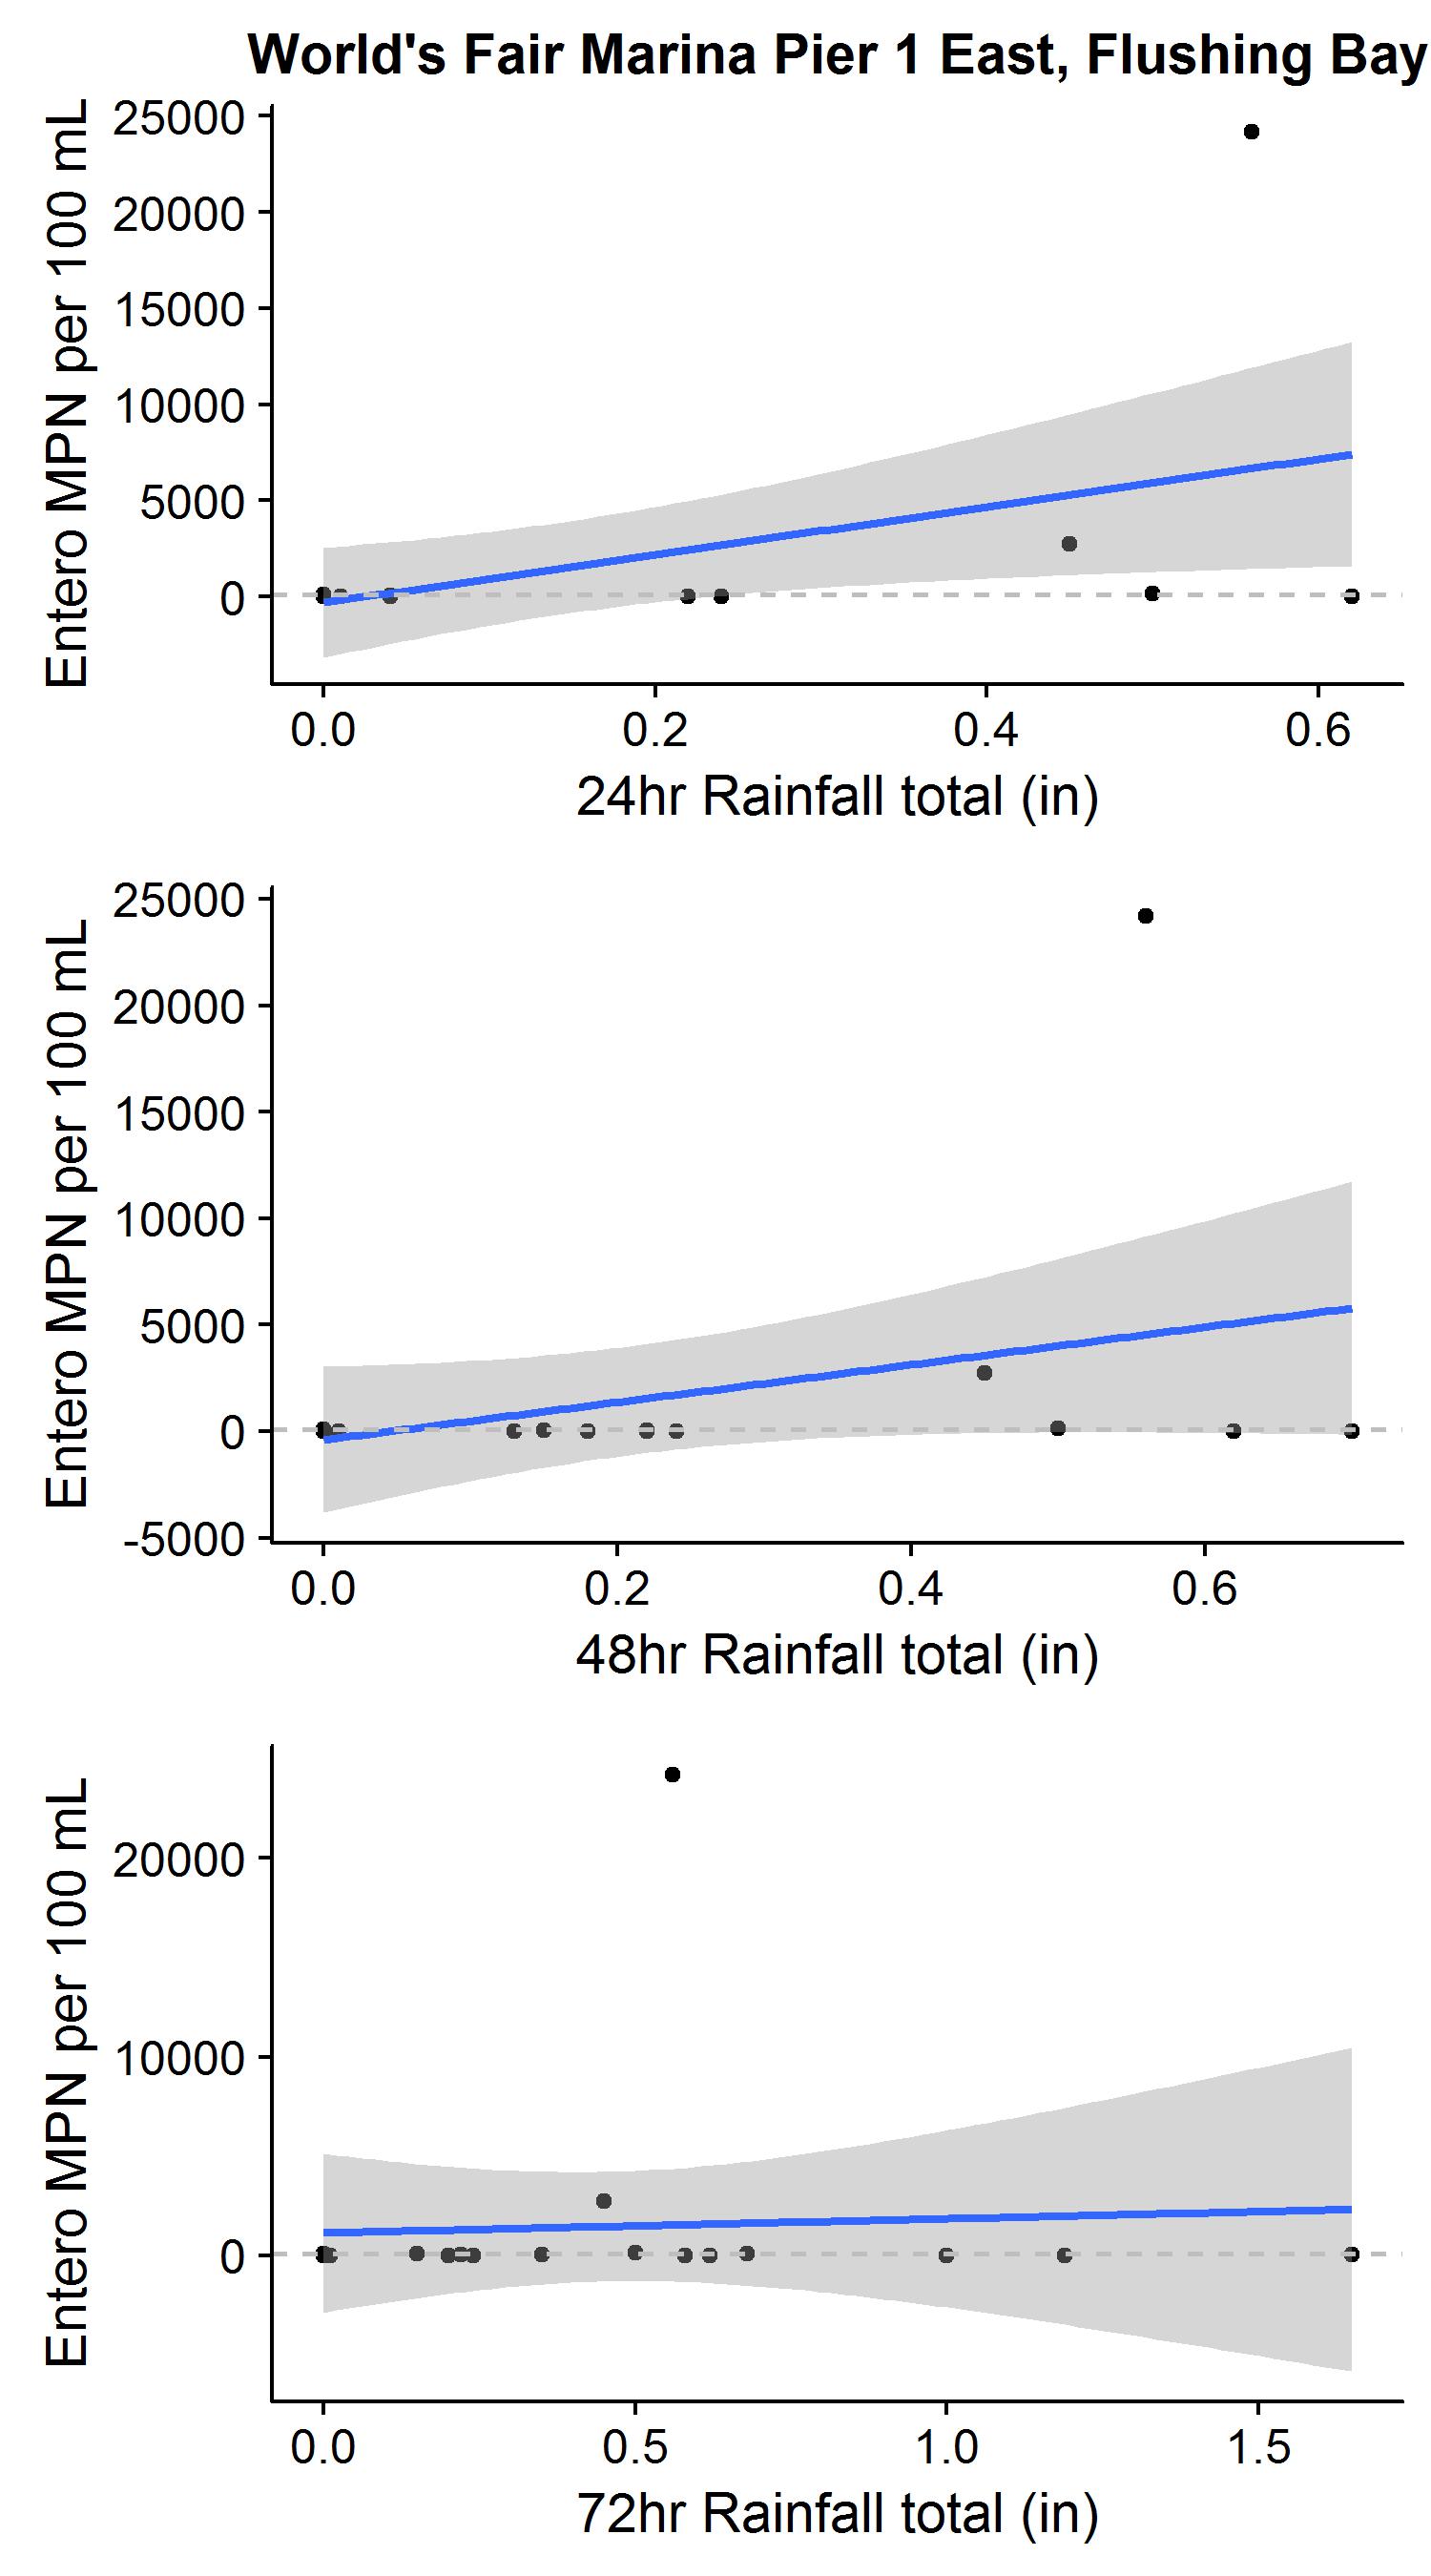 World's Fair Marina Pier 1 East, Flushing Bay
Entero MPN per 100 mL
25000
20000
15000
10000
5000
0
0.0 0.2 0.4 0.6
24hr Rainfall total (in)
Entero MPN per 100 mL
25000
20000
15000
10000
5000
0
-5000
0.0 0.2 0.4 0.6
48hr Rainfall total (in)
Entero MPN per 100 mL
20000
10000
0
0.0 0.5 1.0 1.5
72hr Rainfall total (in)